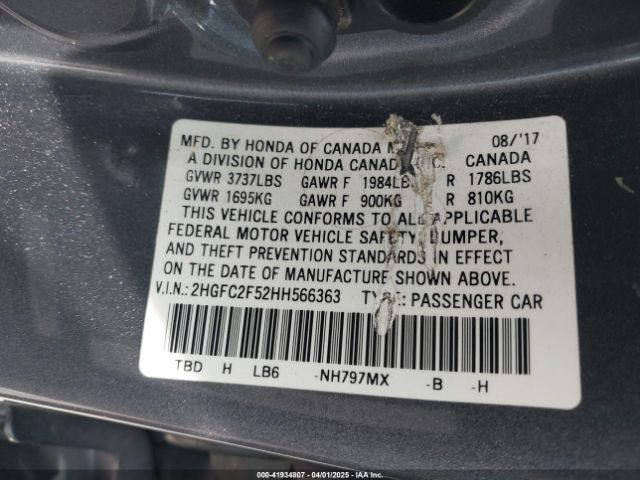 MFD. BY HONDA OF CANADA 08/'17
A DIVISION OF HONDA CANADA CANADA
GVWR 3737LBS GAWR F 1984LB R 1786LBS
GVWR 1695KG GAWR F 900KG R 810KG
THIS VEHICLE CONFORMS TO ALL APPLICABLE
FEDERAL MOTOR VEHICLE SAFETY, BUMPER,
AND THEFT PREVENTION STANDARDS IN EFFECT
ON THE DATE OF MANUFACTURE SHOWN ABOVE.
V.I.N.: 2HGFC2F52HH566363 TYPE: PASSENGER CAR
TBD H LB6 -NH797MX -B -H
Stock#: 41934807 / 04/01/2025 / IAA Inc.